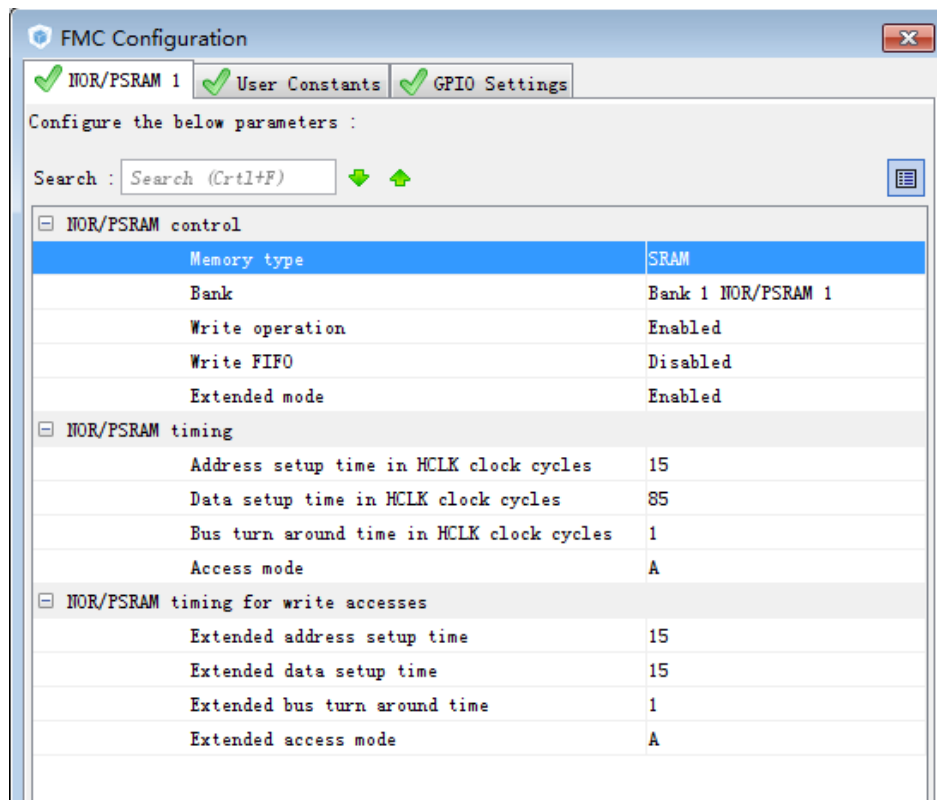 FMC Configuration
NOR/PSRAM 1 User Constants GPIO Settings
Configure the below parameters :
Search : Search (Crtl+F)
NOR/PSRAM control
Memory type SRAM
Bank Bank 1 NOR/PSRAM 1
Write operation Enabled
Write FIFO Disabled
Extended mode Enabled
NOR/PSRAM timing
Address setup time in HCLK clock cycles 15
Data setup time in HCLK clock cycles 85
Bus turn around time in HCLK clock cycles 1
Access mode A
NOR/PSRAM timing for write accesses
Extended address setup time 15
Extended data setup time 15
Extended bus turn around time 1
Extended access mode A